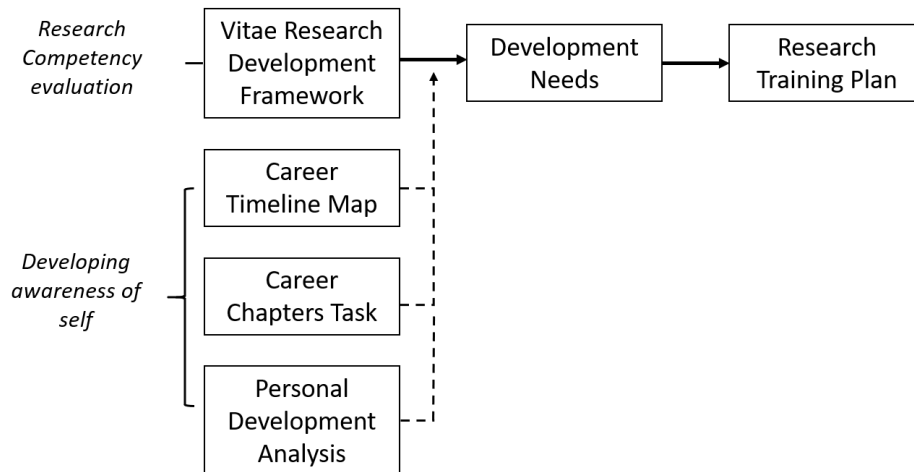 Research
Competency
evaluation
Vitae Research
Development
Framework
Development
Needs
Research
Training Plan
Developing
awareness of
self
Career
Timeline Map
Career
Chapters Task
Personal
Development
Analysis